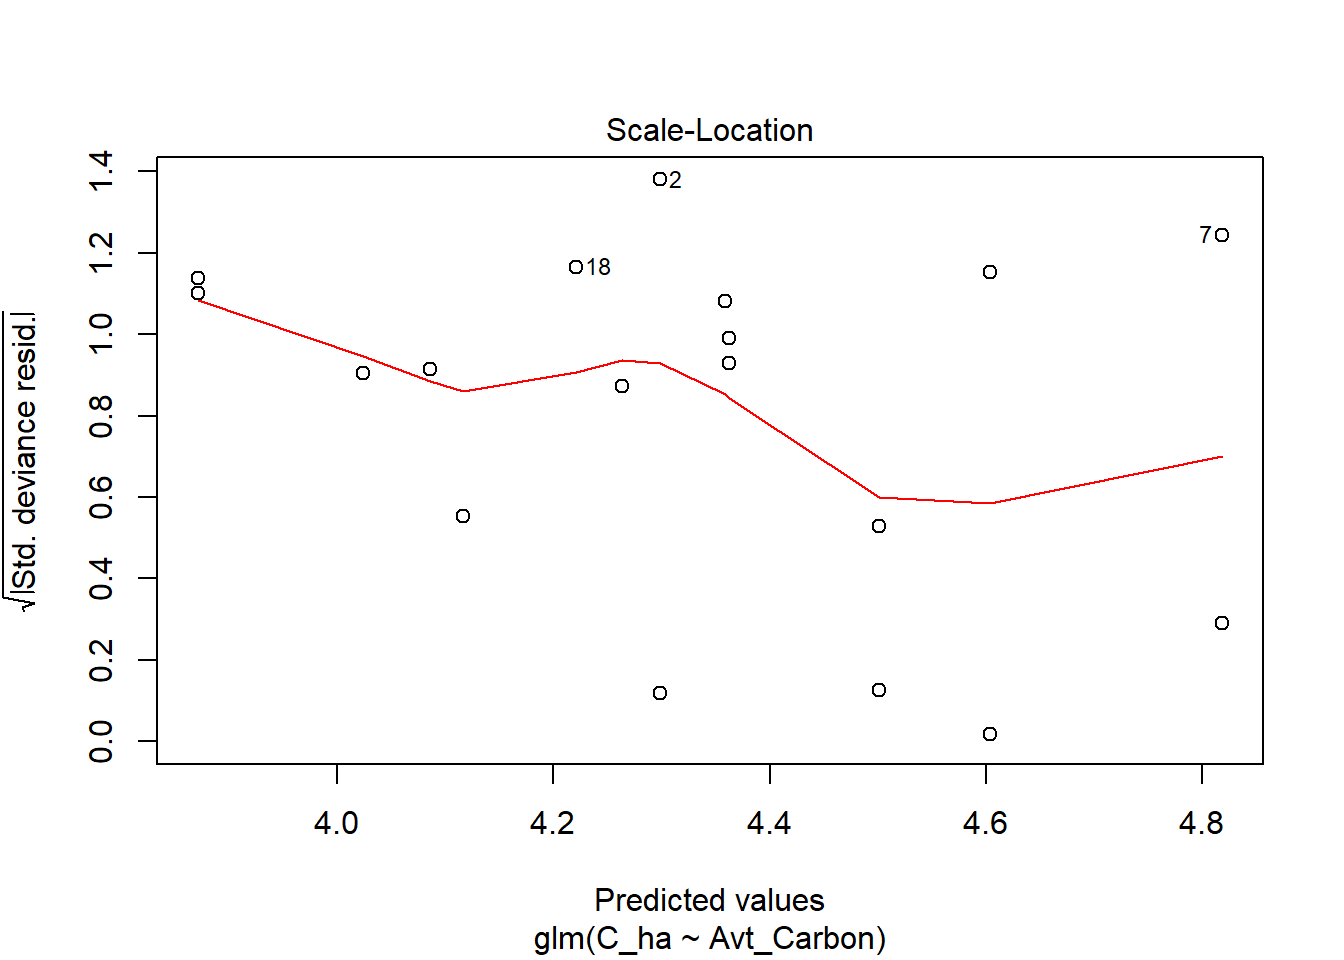 Scale-Location
√|Std. deviance resid.|
1.4
1.2
1.0
0.8
0.6
0.4
0.2
0.0
2
7
18
4.0 4.2 4.4 4.6 4.8
Predicted values
glm(C_ha ~ Avt_Carbon)